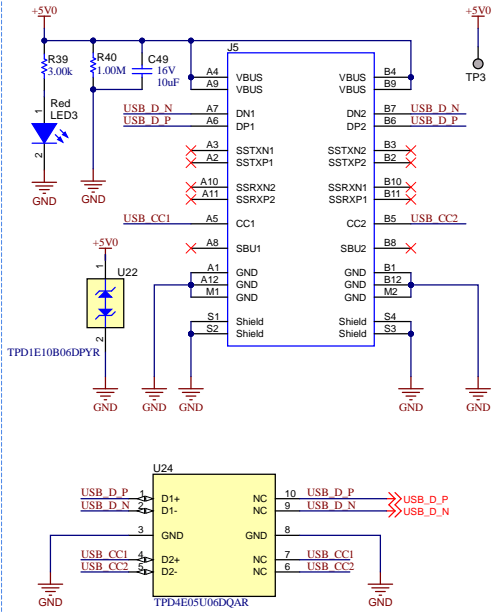 +5V0
+5V0
R39
3.00k
R40
1.00M
C49
16V
10uF
J5
TP3
1
Red
LED3
2
GND
GND
A4 VBUS VBUS B4
A9 VBUS VBUS B9
USB_D_N A7 DN1 DN2 B7 USB_D_N
USB_D_P A6 DP1 DP2 B6 USB_D_P
A3 SSTXN1 SSTXN2 B3
A2 SSTXP1 SSTXP2 B2
A10 SSRXN2 SSRXN1 B10
A11 SSRXP2 SSRXP1 B11
USB_CC1 A5 CC1 CC2 B5 USB_CC2
A8 SBU1 SBU2 B8
A1 GND GND B1
A12 GND GND B12
M1 GND GND M2
S1 Shield Shield S4
S2 Shield Shield S3
+5V0
1
U22
2
TPD1E10B06DPYR
GND GND GND GND GND
U24
USB_D_P 1 D1+ NC 10 USB_D_P USB_D_P
USB_D_N 2 D1- NC 9 USB_D_N USB_D_N
3 GND GND 8
USB_CC1 4 D2+ NC 7 USB_CC1
USB_CC2 5 D2- NC 6 USB_CC2
TPD4E05U06DQAR
GND GND